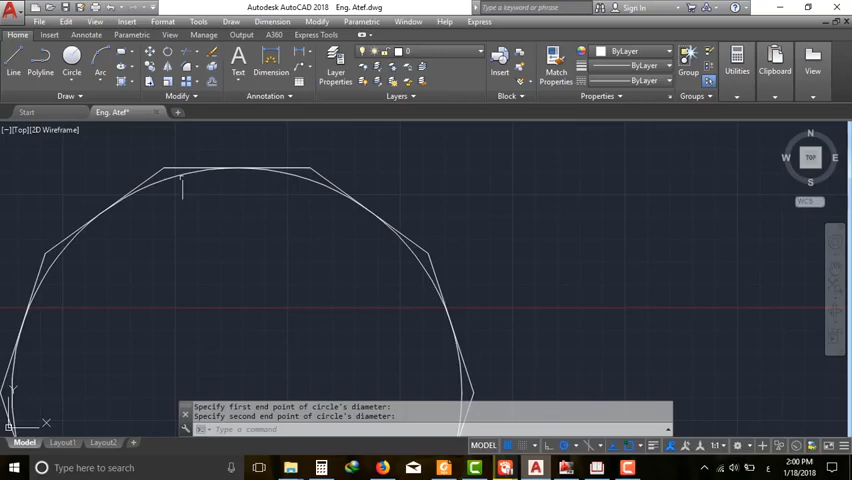 Autodesk AutoCAD 2018   Eng. Atef.dwg
Type a keyword or phrase
Sign In
File Edit View Insert Format Tools Draw Dimension Modify Parametric Window Help Express
Home Insert Annotate Parametric View Manage Output A360 Express Tools
Line Polyline Circle Arc Text Dimension Layer Properties 0 Insert Match Properties ByLayer ByLayer ByLayer Group Utilities Clipboard View
Draw Modify Annotation Layers Block Properties Groups
Start Eng. Atef*
[−][Top][2D Wireframe]
N
W TOP E
S
WCS
Y
X
Specify first end point of circle's diameter:
Specify second end point of circle's diameter:
Type a command
Model Layout1 Layout2 + MODEL 1:1
Type here to search
ع 2:00 PM
1/18/2018